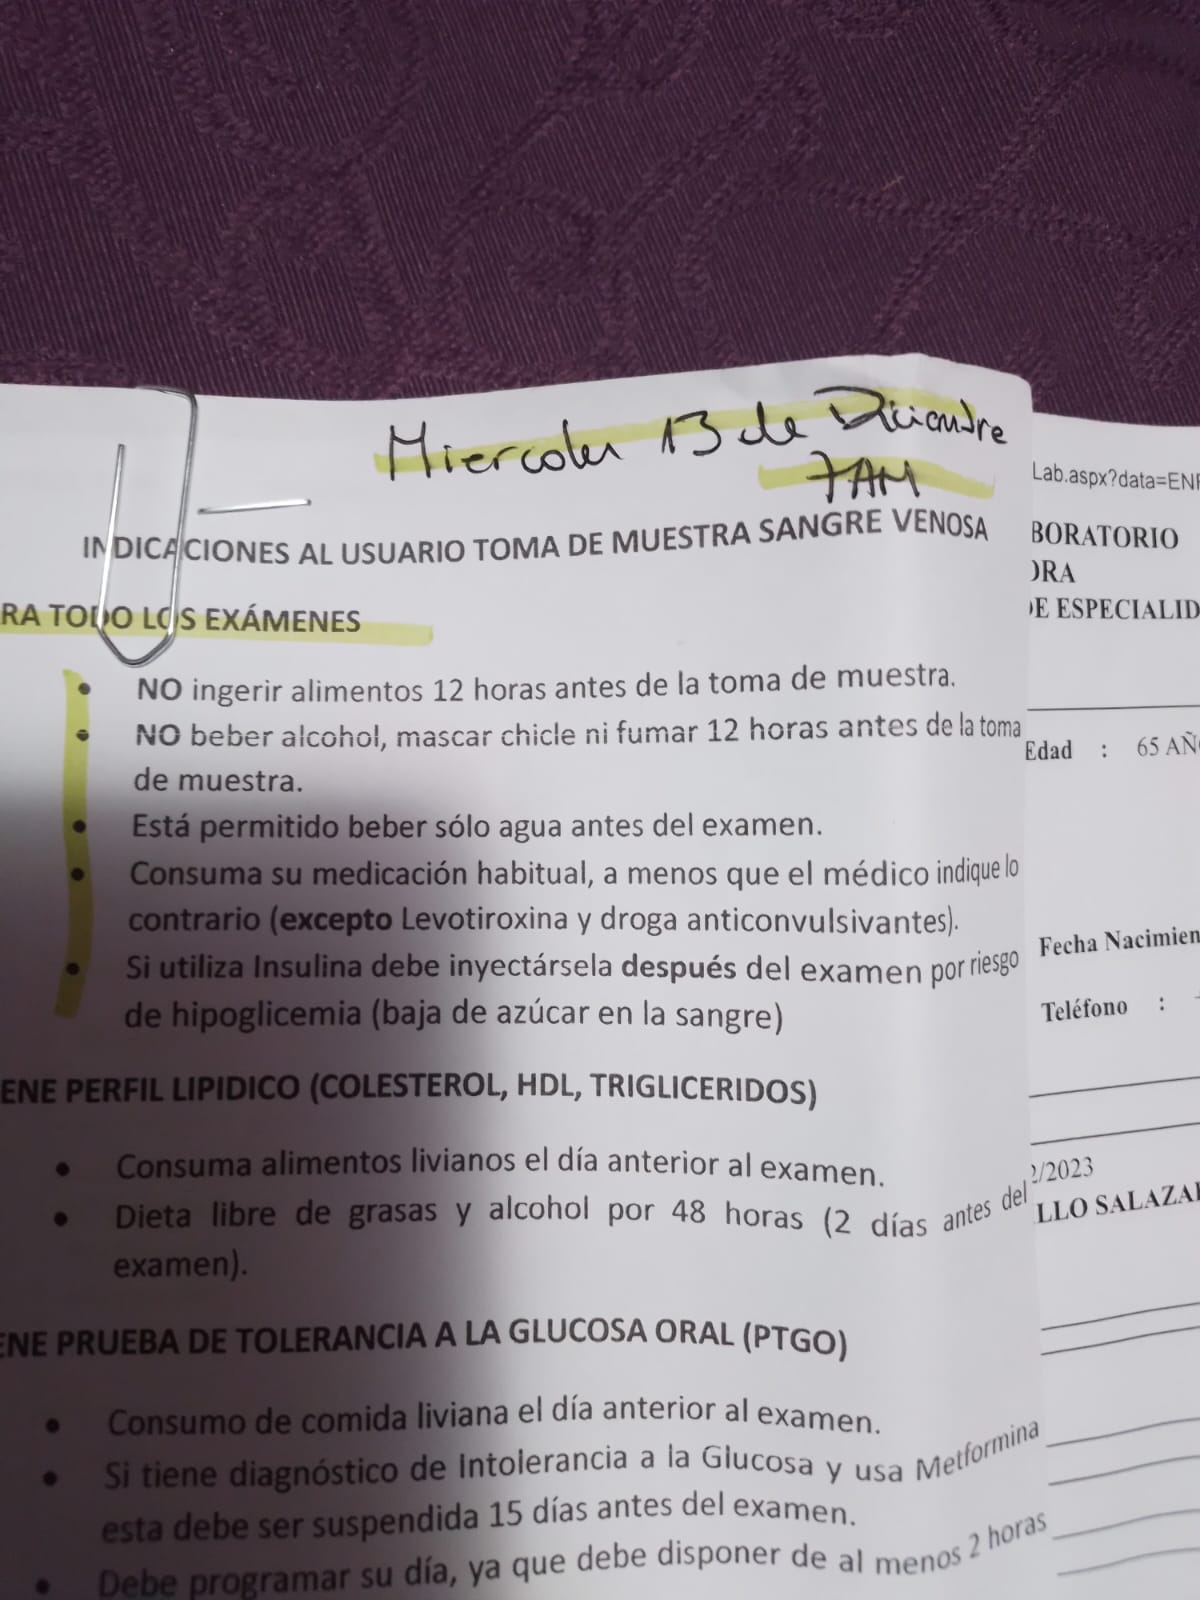 Miercoles 13 de Diciembre
7AM
INDICACIONES AL USUARIO TOMA DE MUESTRA SANGRE VENOSA
RA TODO LOS EXÁMENES
• NO ingerir alimentos 12 horas antes de la toma de muestra.
• NO beber alcohol, mascar chicle ni fumar 12 horas antes de la toma
de muestra.
• Está permitido beber sólo agua antes del examen.
• Consuma su medicación habitual, a menos que el médico indique lo
contrario (excepto Levotiroxina y droga anticonvulsivantes).
• Si utiliza Insulina debe inyectársela después del examen por riesgo
de hipoglicemia (baja de azúcar en la sangre)
ENE PERFIL LIPIDICO (COLESTEROL, HDL, TRIGLICERIDOS)
• Consuma alimentos livianos el día anterior al examen.
• Dieta libre de grasas y alcohol por 48 horas (2 días antes del
examen).
ENE PRUEBA DE TOLERANCIA A LA GLUCOSA ORAL (PTGO)
• Consumo de comida liviana el día anterior al examen.
• Si tiene diagnóstico de Intolerancia a la Glucosa y usa Metformina
esta debe ser suspendida 15 días antes del examen.
• Debe programar su día, ya que debe disponer de al menos 2 horas
Lab.aspx?data=ENF
BORATORIO
ORA
DE ESPECIALID
Edad : 65 AÑ
Fecha Nacimien
Teléfono :
2/2023
LLO SALAZAR